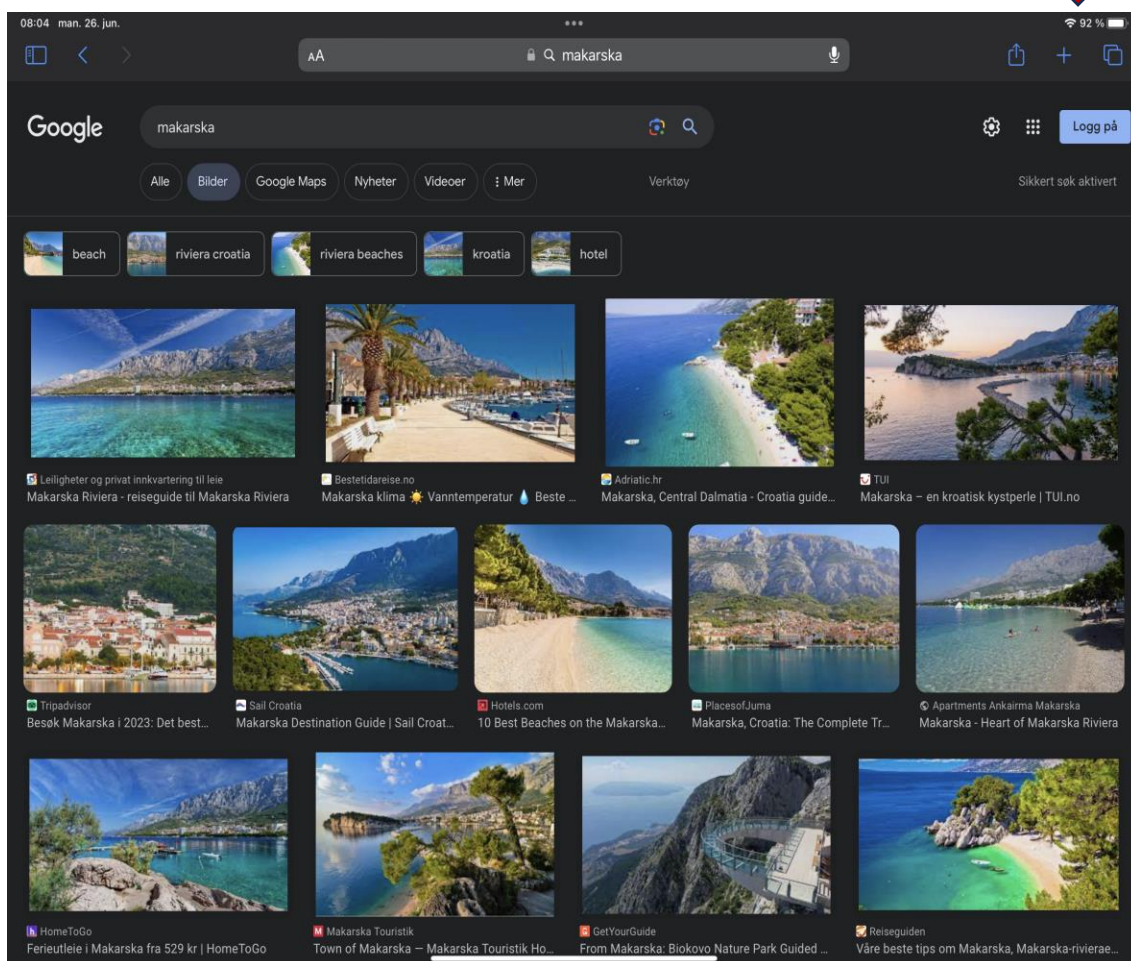 08:04 man. 26. jun.
92 %
AA
makarska
Google
makarska
Logg på
Alle
Bilder
Google Maps
Nyheter
Videoer
Mer
Verktøy
Sikkert søk aktivert
beach
riviera croatia
riviera beaches
kroatia
hotel
Leiligheter og privat innkvartering til leie
Makarska Riviera - reiseguide til Makarska Riviera
Bestetidareise.no
Makarska klima ☀️ Vanntemperatur 💧 Beste ...
Adriatic.hr
Makarska, Central Dalmatia - Croatia guide...
TUI
Makarska – en kroatisk kystperle | TUI.no
Tripadvisor
Besøk Makarska i 2023: Det best...
Sail Croatia
Makarska Destination Guide | Sail Croat...
Hotels.com
10 Best Beaches on the Makarska...
PlacesofJuma
Makarska, Croatia: The Complete Tr...
Apartments Ankairma Makarska
Makarska - Heart of Makarska Riviera
HomeToGo
Ferieutleie i Makarska fra 529 kr | HomeToGo
Makarska Touristik
Town of Makarska — Makarska Touristik Ho...
GetYourGuide
From Makarska: Biokovo Nature Park Guided ...
Reiseguiden
Våre beste tips om Makarska, Makarska-rivierae...